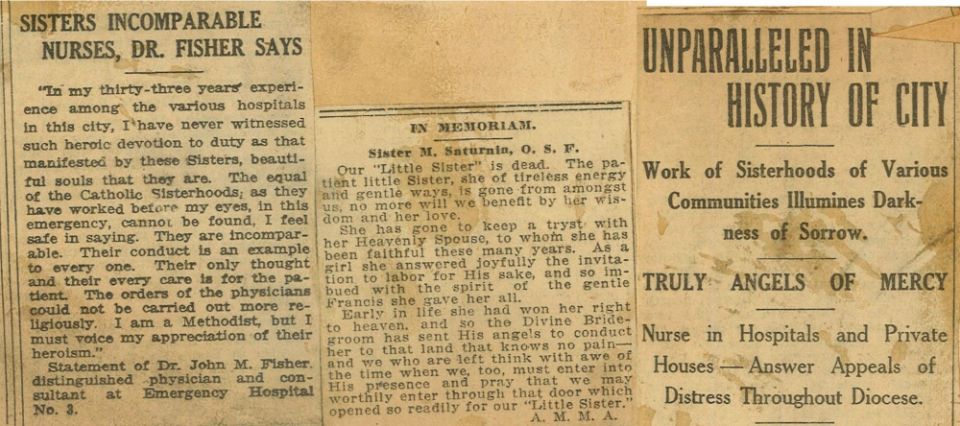 SISTERS INCOMPARABLE
NURSES, DR. FISHER SAYS
"In my thirty-three years' experi-
ence among the various hospitals
in this city, I have never witnessed
such heroic devotion to duty as that
manifested by these Sisters, beauti-
ful souls that they are. The equal
of the Catholic Sisterhoods, as they
have worked before my eyes, in this
emergency, cannot be found, I feel
safe in saying. They are incompar-
able. Their conduct is an example
to every one. Their only thought
and their every care is for the pa-
tient. The orders of the physicians
could not be carried out more re-
ligiously. I am a Methodist, but I
must voice my appreciation of their
heroism."
Statement of Dr. John M. Fisher,
distinguished physician and con-
sultant at Emergency Hospital
No. 3.
IN MEMORIAM.
Sister M. Saturnia, O. S. F.
Our "Little Sister" is dead. The pa-
tient little Sister, she of tireless energy
and gentle ways, is gone from amongst
us, no more will we benefit by her wis-
dom and her love.
She has gone to keep a tryst with
her Heavenly Spouse, to whom she has
been faithful these many years. As a
girl she answered joyfully the invita-
tion to labor for His sake, and so im-
bued with the spirit of the gentle
Francis she gave her all.
Early in life she had won her right
to heaven, and so the Divine Bride-
groom has sent His angels to conduct
her to that land that knows no pain—
and we who are left think with awe of
the time when we, too, must enter into
His presence and pray that we may
worthily enter through that door which
opened so readily for our "Little Sister."
A. M. M. A.
UNPARALLELED IN
HISTORY OF CITY
Work of Sisterhoods of Various
Communities Illumines Dark-
ness of Sorrow.
TRULY ANGELS OF MERCY
Nurse in Hospitals and Private
Houses — Answer Appeals of
Distress Throughout Diocese.